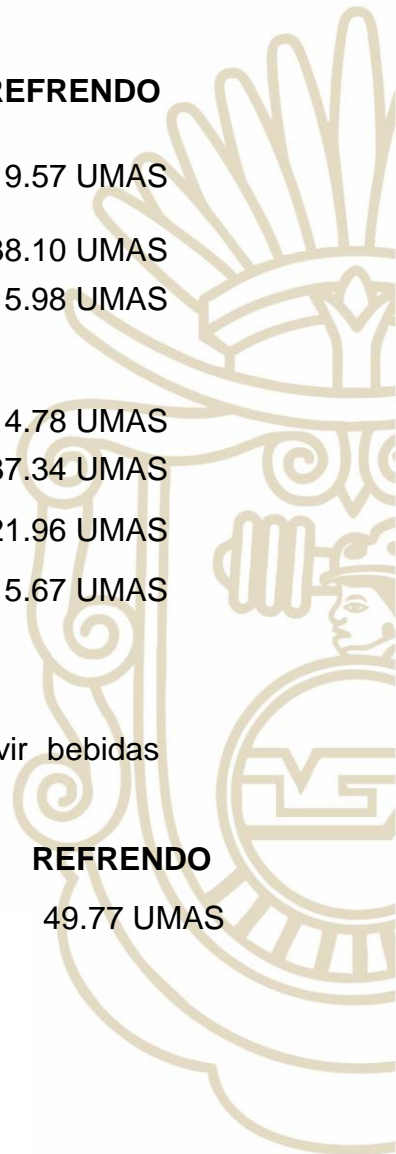 REFRENDO
9.57 UMAS
38.10 UMAS
5.98 UMAS
4.78 UMAS
37.34 UMAS
21.96 UMAS
5.67 UMAS
bebidas
REFRENDO
49.77 UMAS